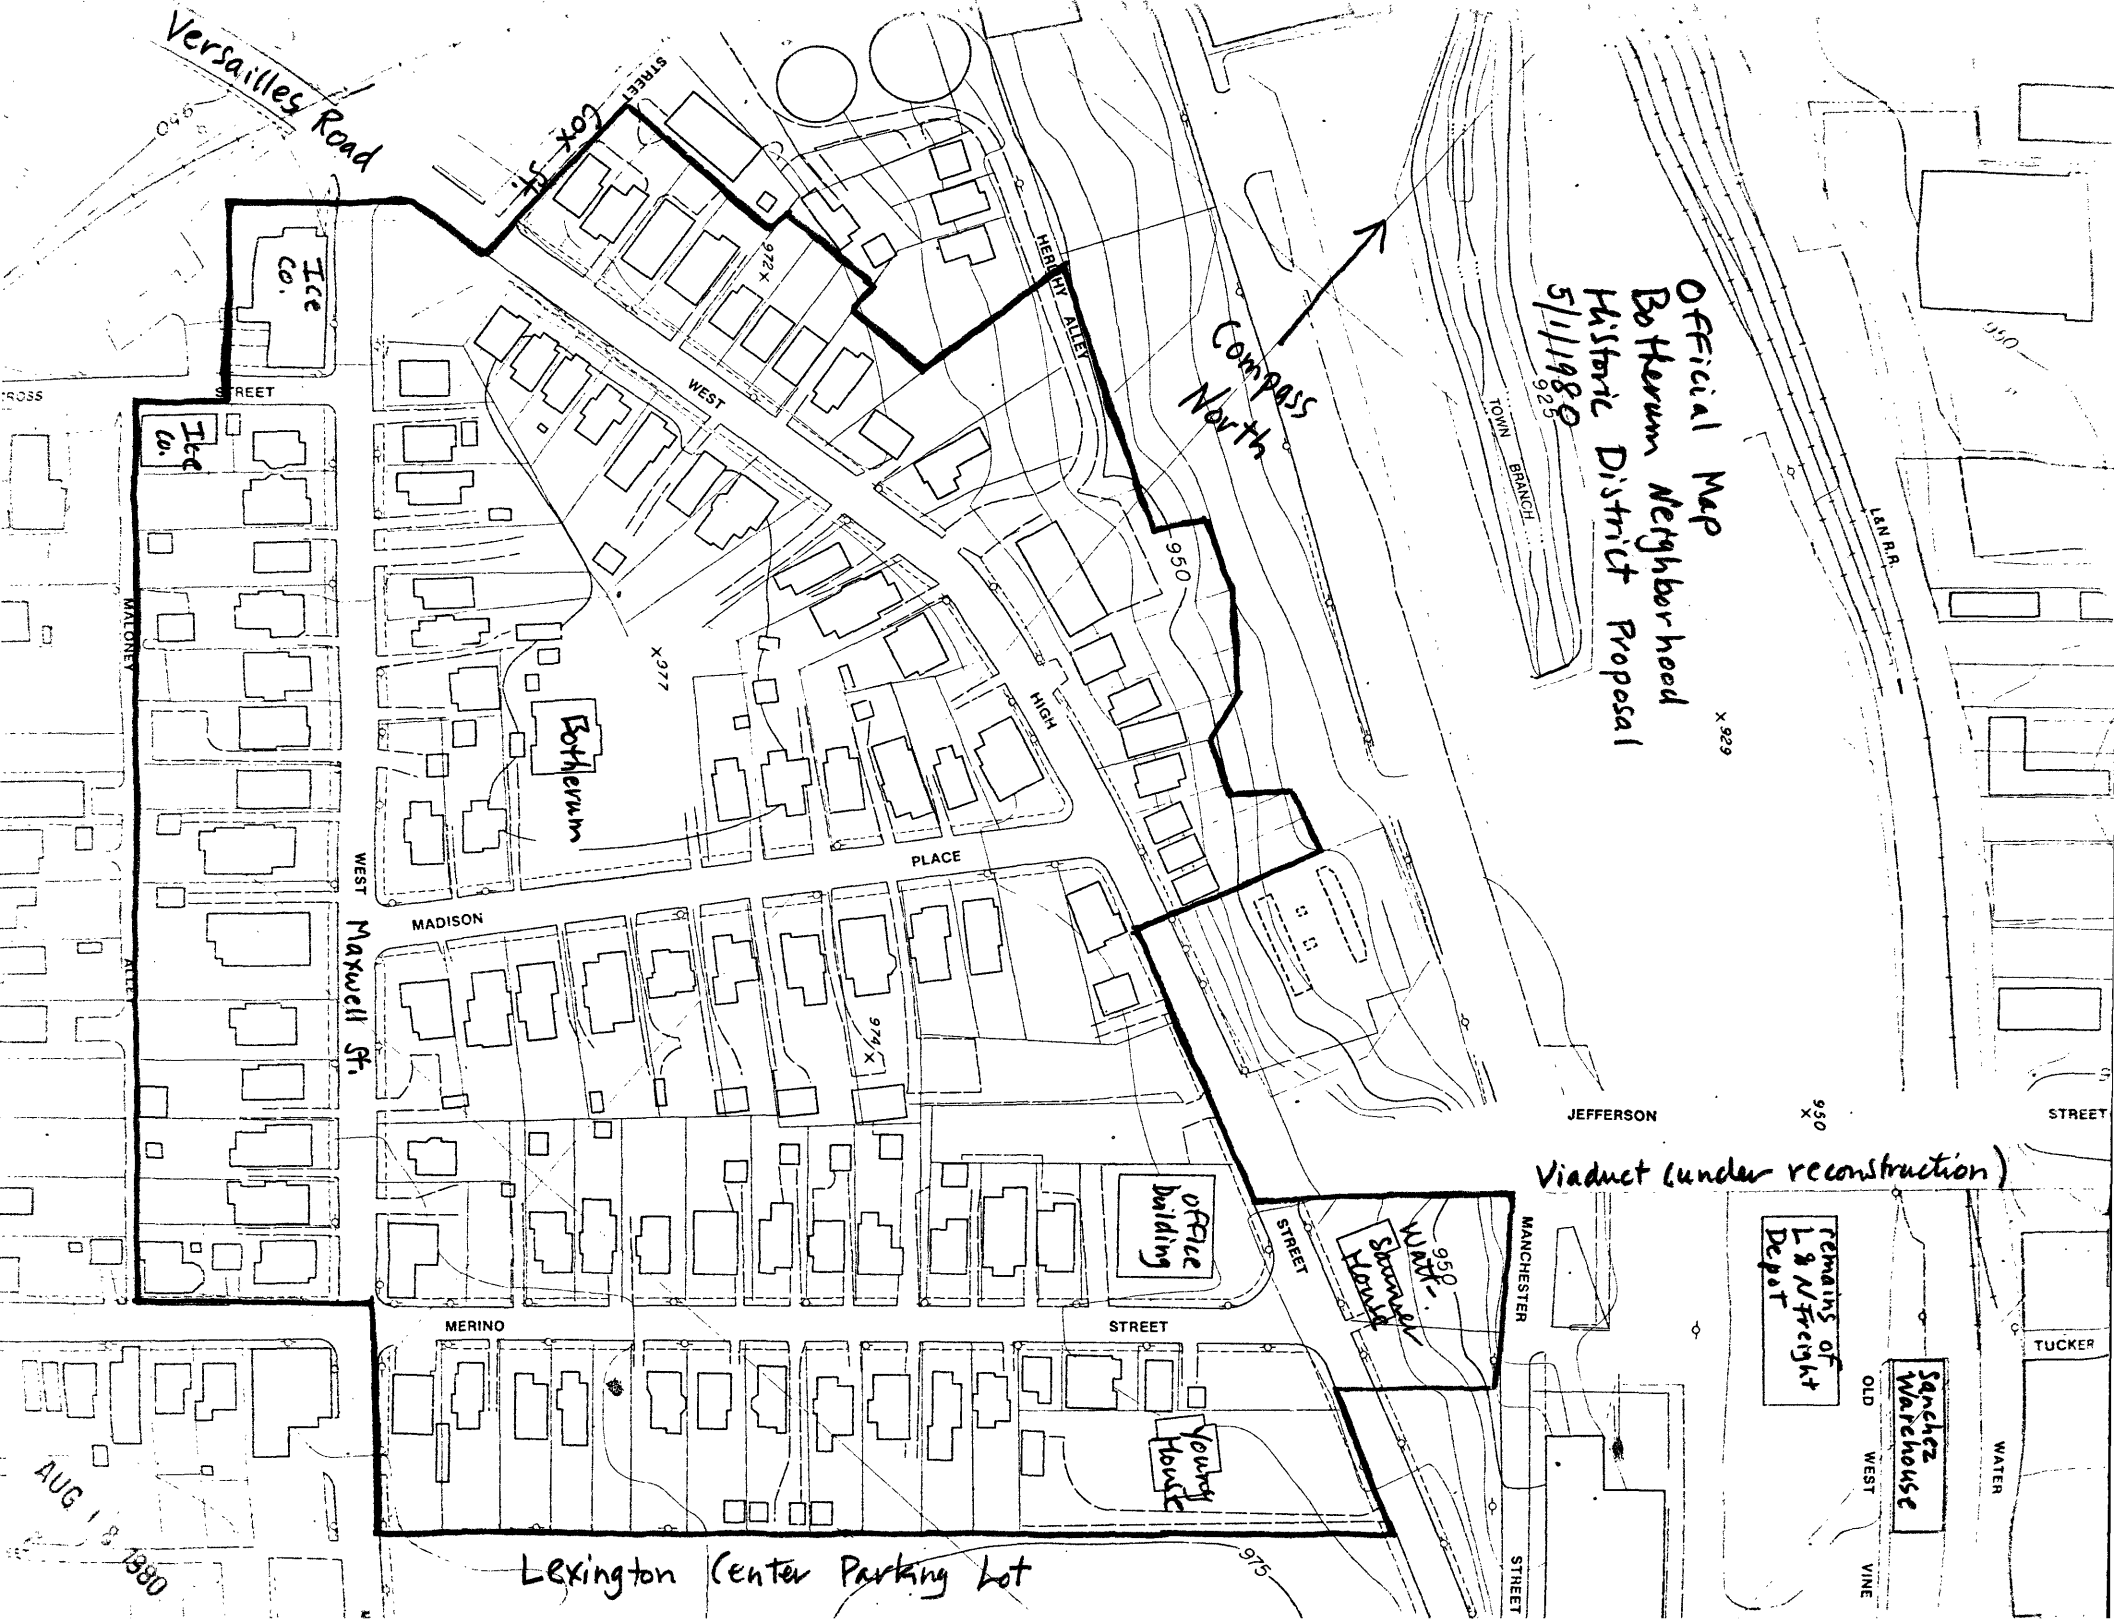 Versailles Road
960
STREET
Cox St.
Ice
Co.
STREET
Ice
Co.
972 x
HERLIHY ALLEY
WEST
Compass
North
Official Map
Botherum Neighborhood
Historic District Proposal
5/1/1980
925
TOWN BRANCH
L&N R.R.
950
950
x 977
x 929
HIGH
Botherum
MALONEY
ALLEY
WEST
Maxwell St.
MADISON
PLACE
974 x
JEFFERSON
950
x
STREET
Viaduct (under reconstruction)
office
building
STREET
Watt-
Skinner
House
950
MANCHESTER
STREET
remains of
L & N Freight
Depot
Sanchez
Warehouse
TUCKER
OLD WEST VINE
WATER
MERINO
STREET
Young
House
AUG 18 1980
Lexington Center Parking Lot
975